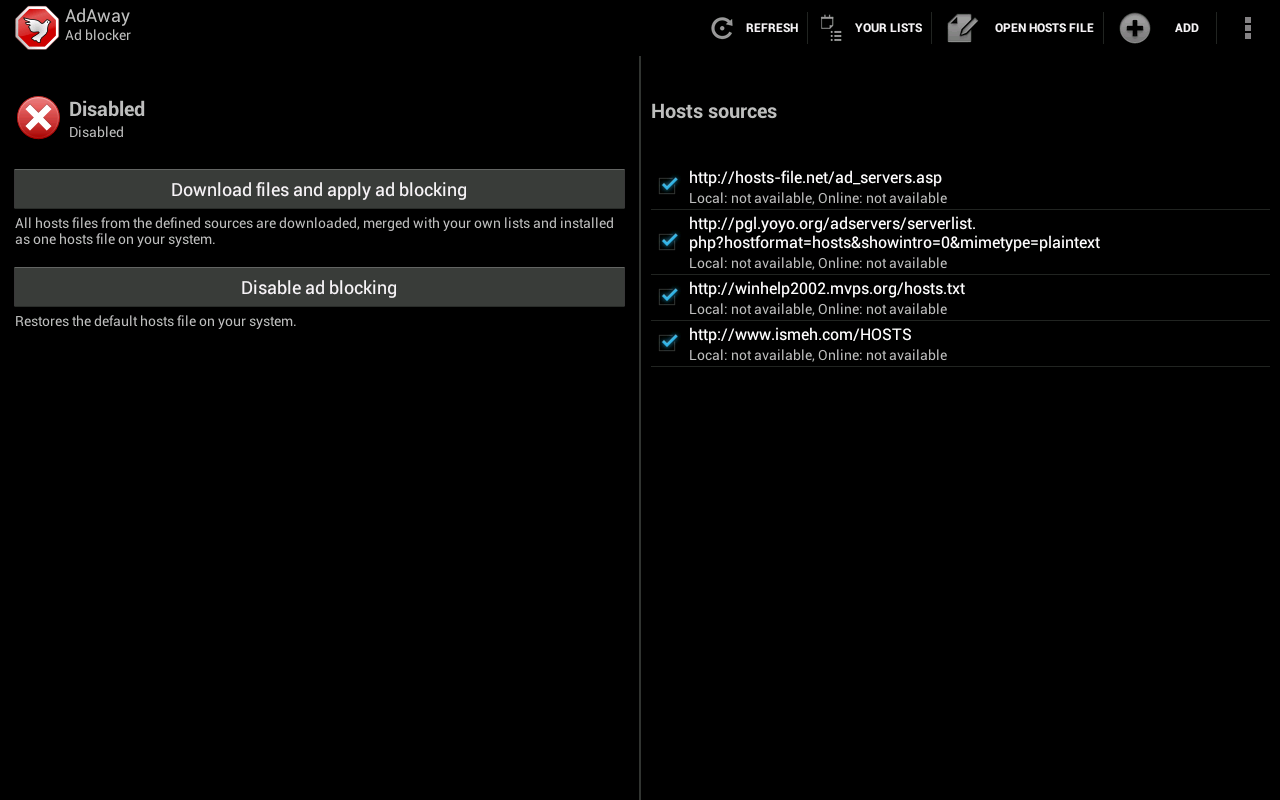 AdAway
Ad blocker
REFRESH
YOUR LISTS
OPEN HOSTS FILE
ADD
Disabled
Disabled
Download files and apply ad blocking
All hosts files from the defined sources are downloaded, merged with your own lists and installed
as one hosts file on your system.
Disable ad blocking
Restores the default hosts file on your system.
Hosts sources
http://hosts-file.net/ad_servers.asp
Local: not available, Online: not available
http://pgl.yoyo.org/adservers/serverlist.
php?hostformat=hosts&showintro=0&mimetype=plaintext
Local: not available, Online: not available
http://winhelp2002.mvps.org/hosts.txt
Local: not available, Online: not available
http://www.ismeh.com/HOSTS
Local: not available, Online: not available